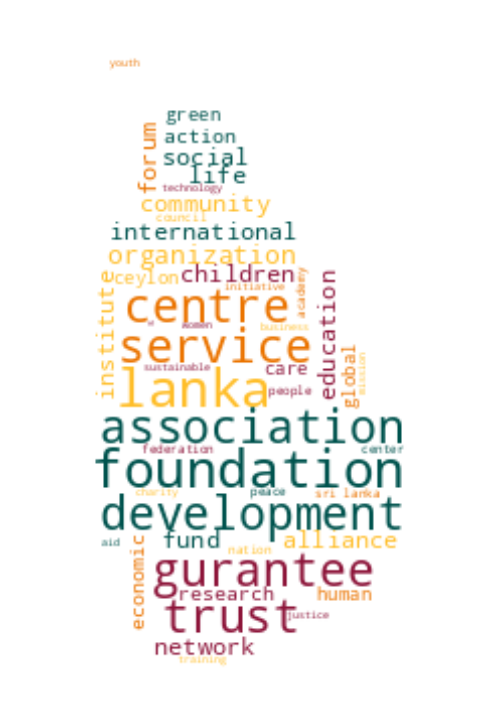 youth
green
forum
action
social
life
technology
community
council
international
organization
ceylon
children
institute
initiative
academy
centre
education
women
business
service
global
mission
sustainable
care
lanka
people
association
federation
center
foundation
charity
peace
sri lanka
development
aid
fund
economic
nation
alliance
gurantee
research
human
trust
justice
network
training